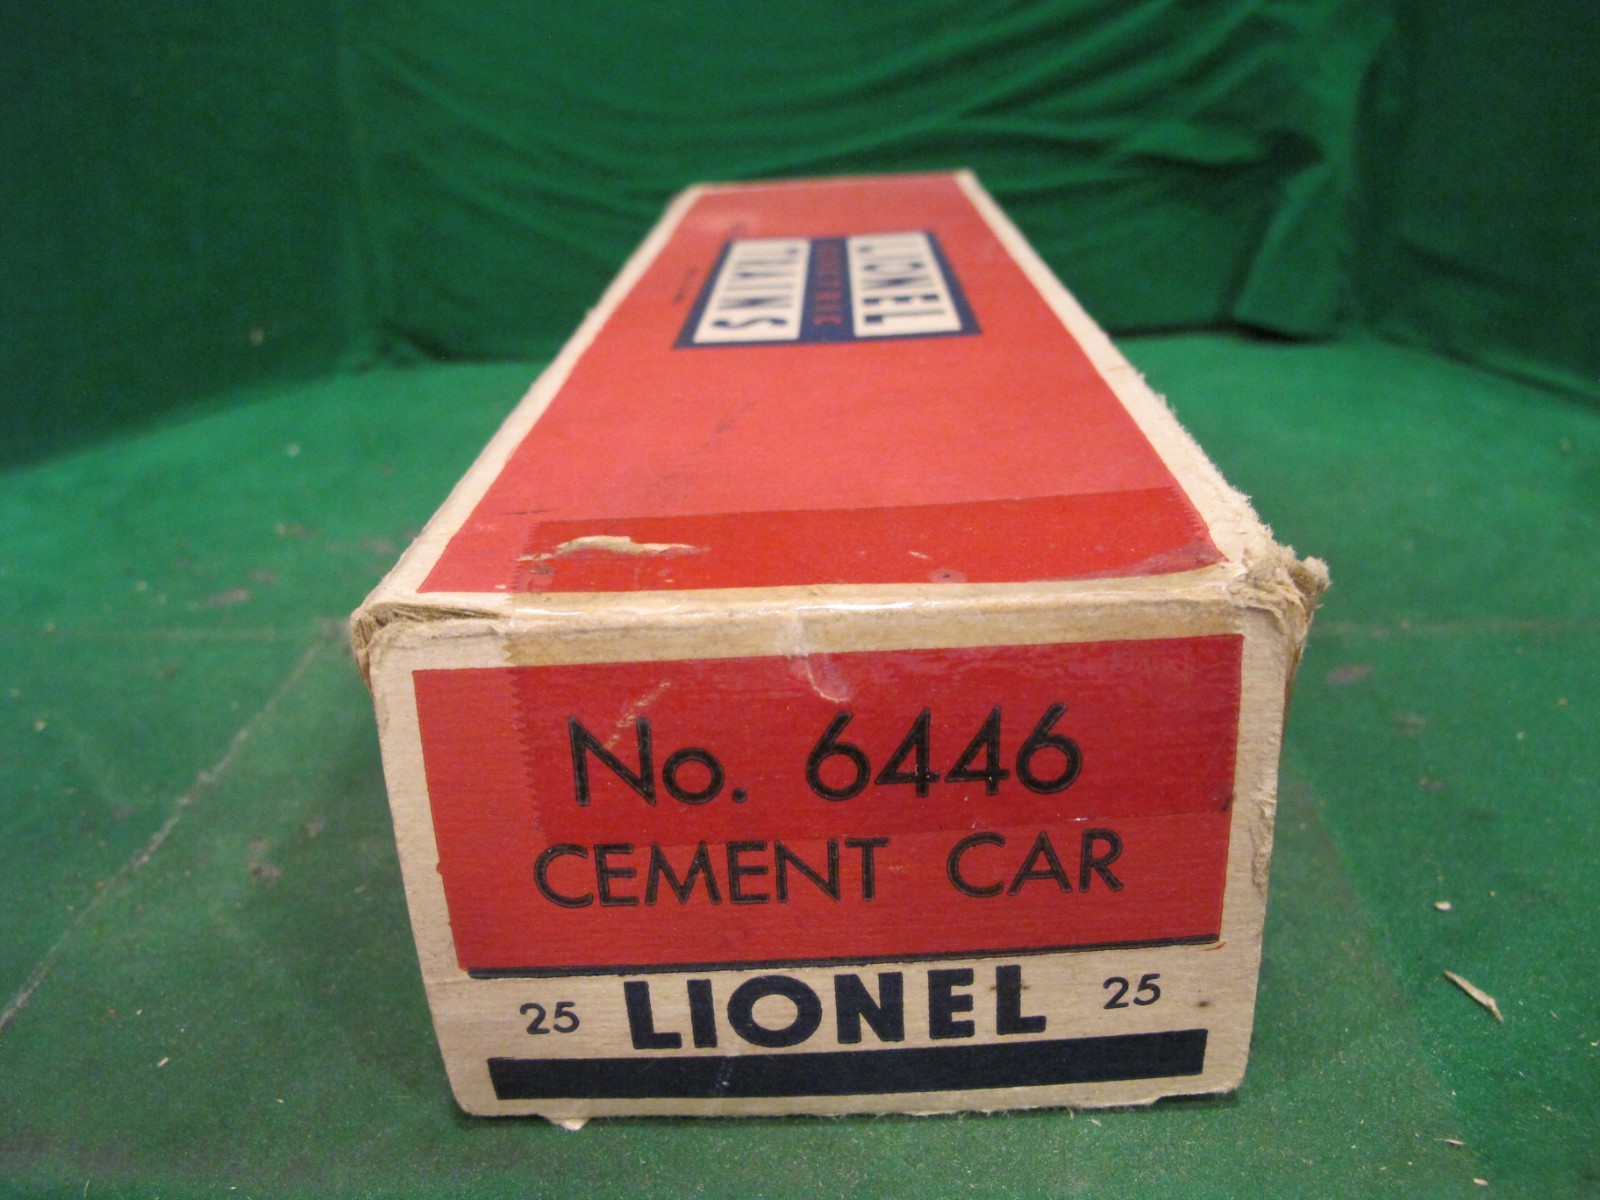 LIONEL
ELECTRIC
TRAINS
No. 6446
CEMENT CAR
25 LIONEL 25